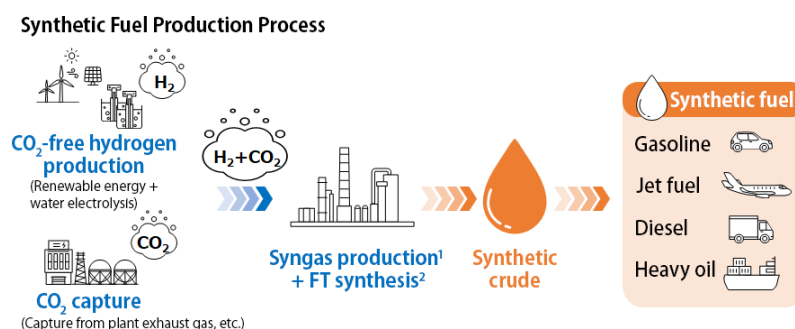 Synthetic Fuel Production Process
H₂
CO₂-free hydrogen
production
(Renewable energy +
water electrolysis)
CO₂
CO₂ capture
(Capture from plant exhaust gas, etc.)
H₂+CO₂
Syngas production¹
+ FT synthesis²
Synthetic
crude
Synthetic fuel
Gasoline
Jet fuel
Diesel
Heavy oil